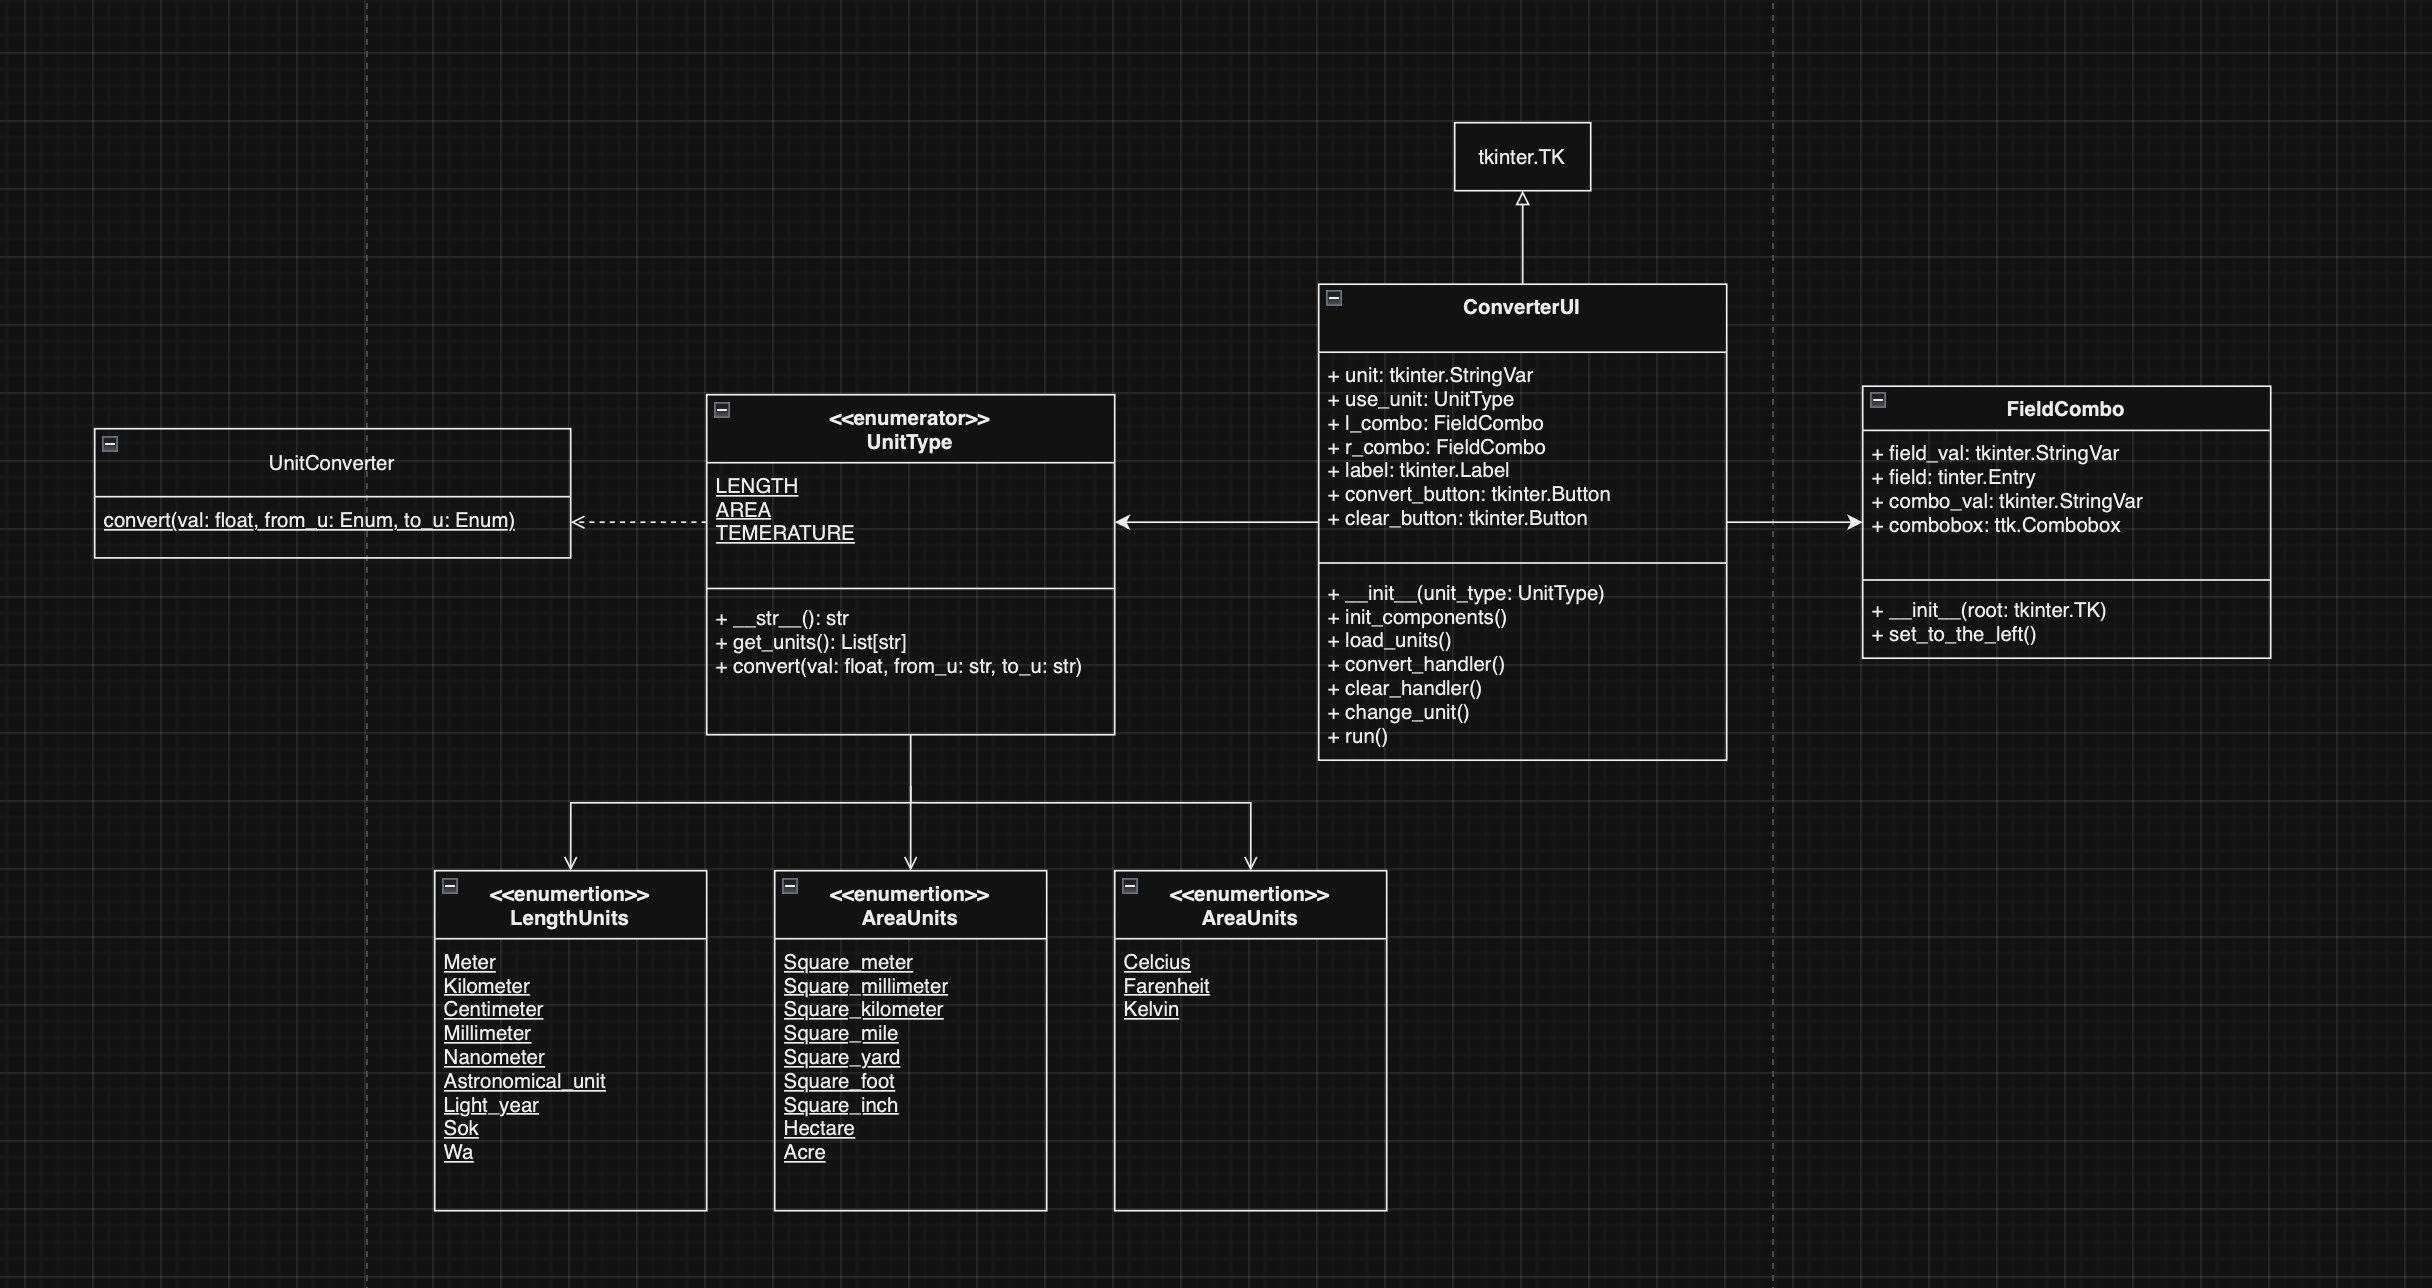 tkinter.TK
ConverterUI
+ unit: tkinter.StringVar
+ use_unit: UnitType
+ l_combo: FieldCombo
+ r_combo: FieldCombo
+ label: tkinter.Label
+ convert_button: tkinter.Button
+ clear_button: tkinter.Button
+ __init__(unit_type: UnitType)
+ init_components()
+ load_units()
+ convert_handler()
+ clear_handler()
+ change_unit()
+ run()
FieldCombo
+ field_val: tkinter.StringVar
+ field: tinter.Entry
+ combo_val: tkinter.StringVar
+ combobox: ttk.Combobox
+ __init__(root: tkinter.TK)
+ set_to_the_left()
<<enumerator>>
UnitType
LENGTH
AREA
TEMERATURE
+ __str__(): str
+ get_units(): List[str]
+ convert(val: float, from_u: str, to_u: str)
UnitConverter
convert(val: float, from_u: Enum, to_u: Enum)
<<enumertion>>
LengthUnits
Meter
Kilometer
Centimeter
Millimeter
Nanometer
Astronomical_unit
Light_year
Sok
Wa
<<enumertion>>
AreaUnits
Square_meter
Square_millimeter
Square_kilometer
Square_mile
Square_yard
Square_foot
Square_inch
Hectare
Acre
<<enumertion>>
AreaUnits
Celcius
Farenheit
Kelvin